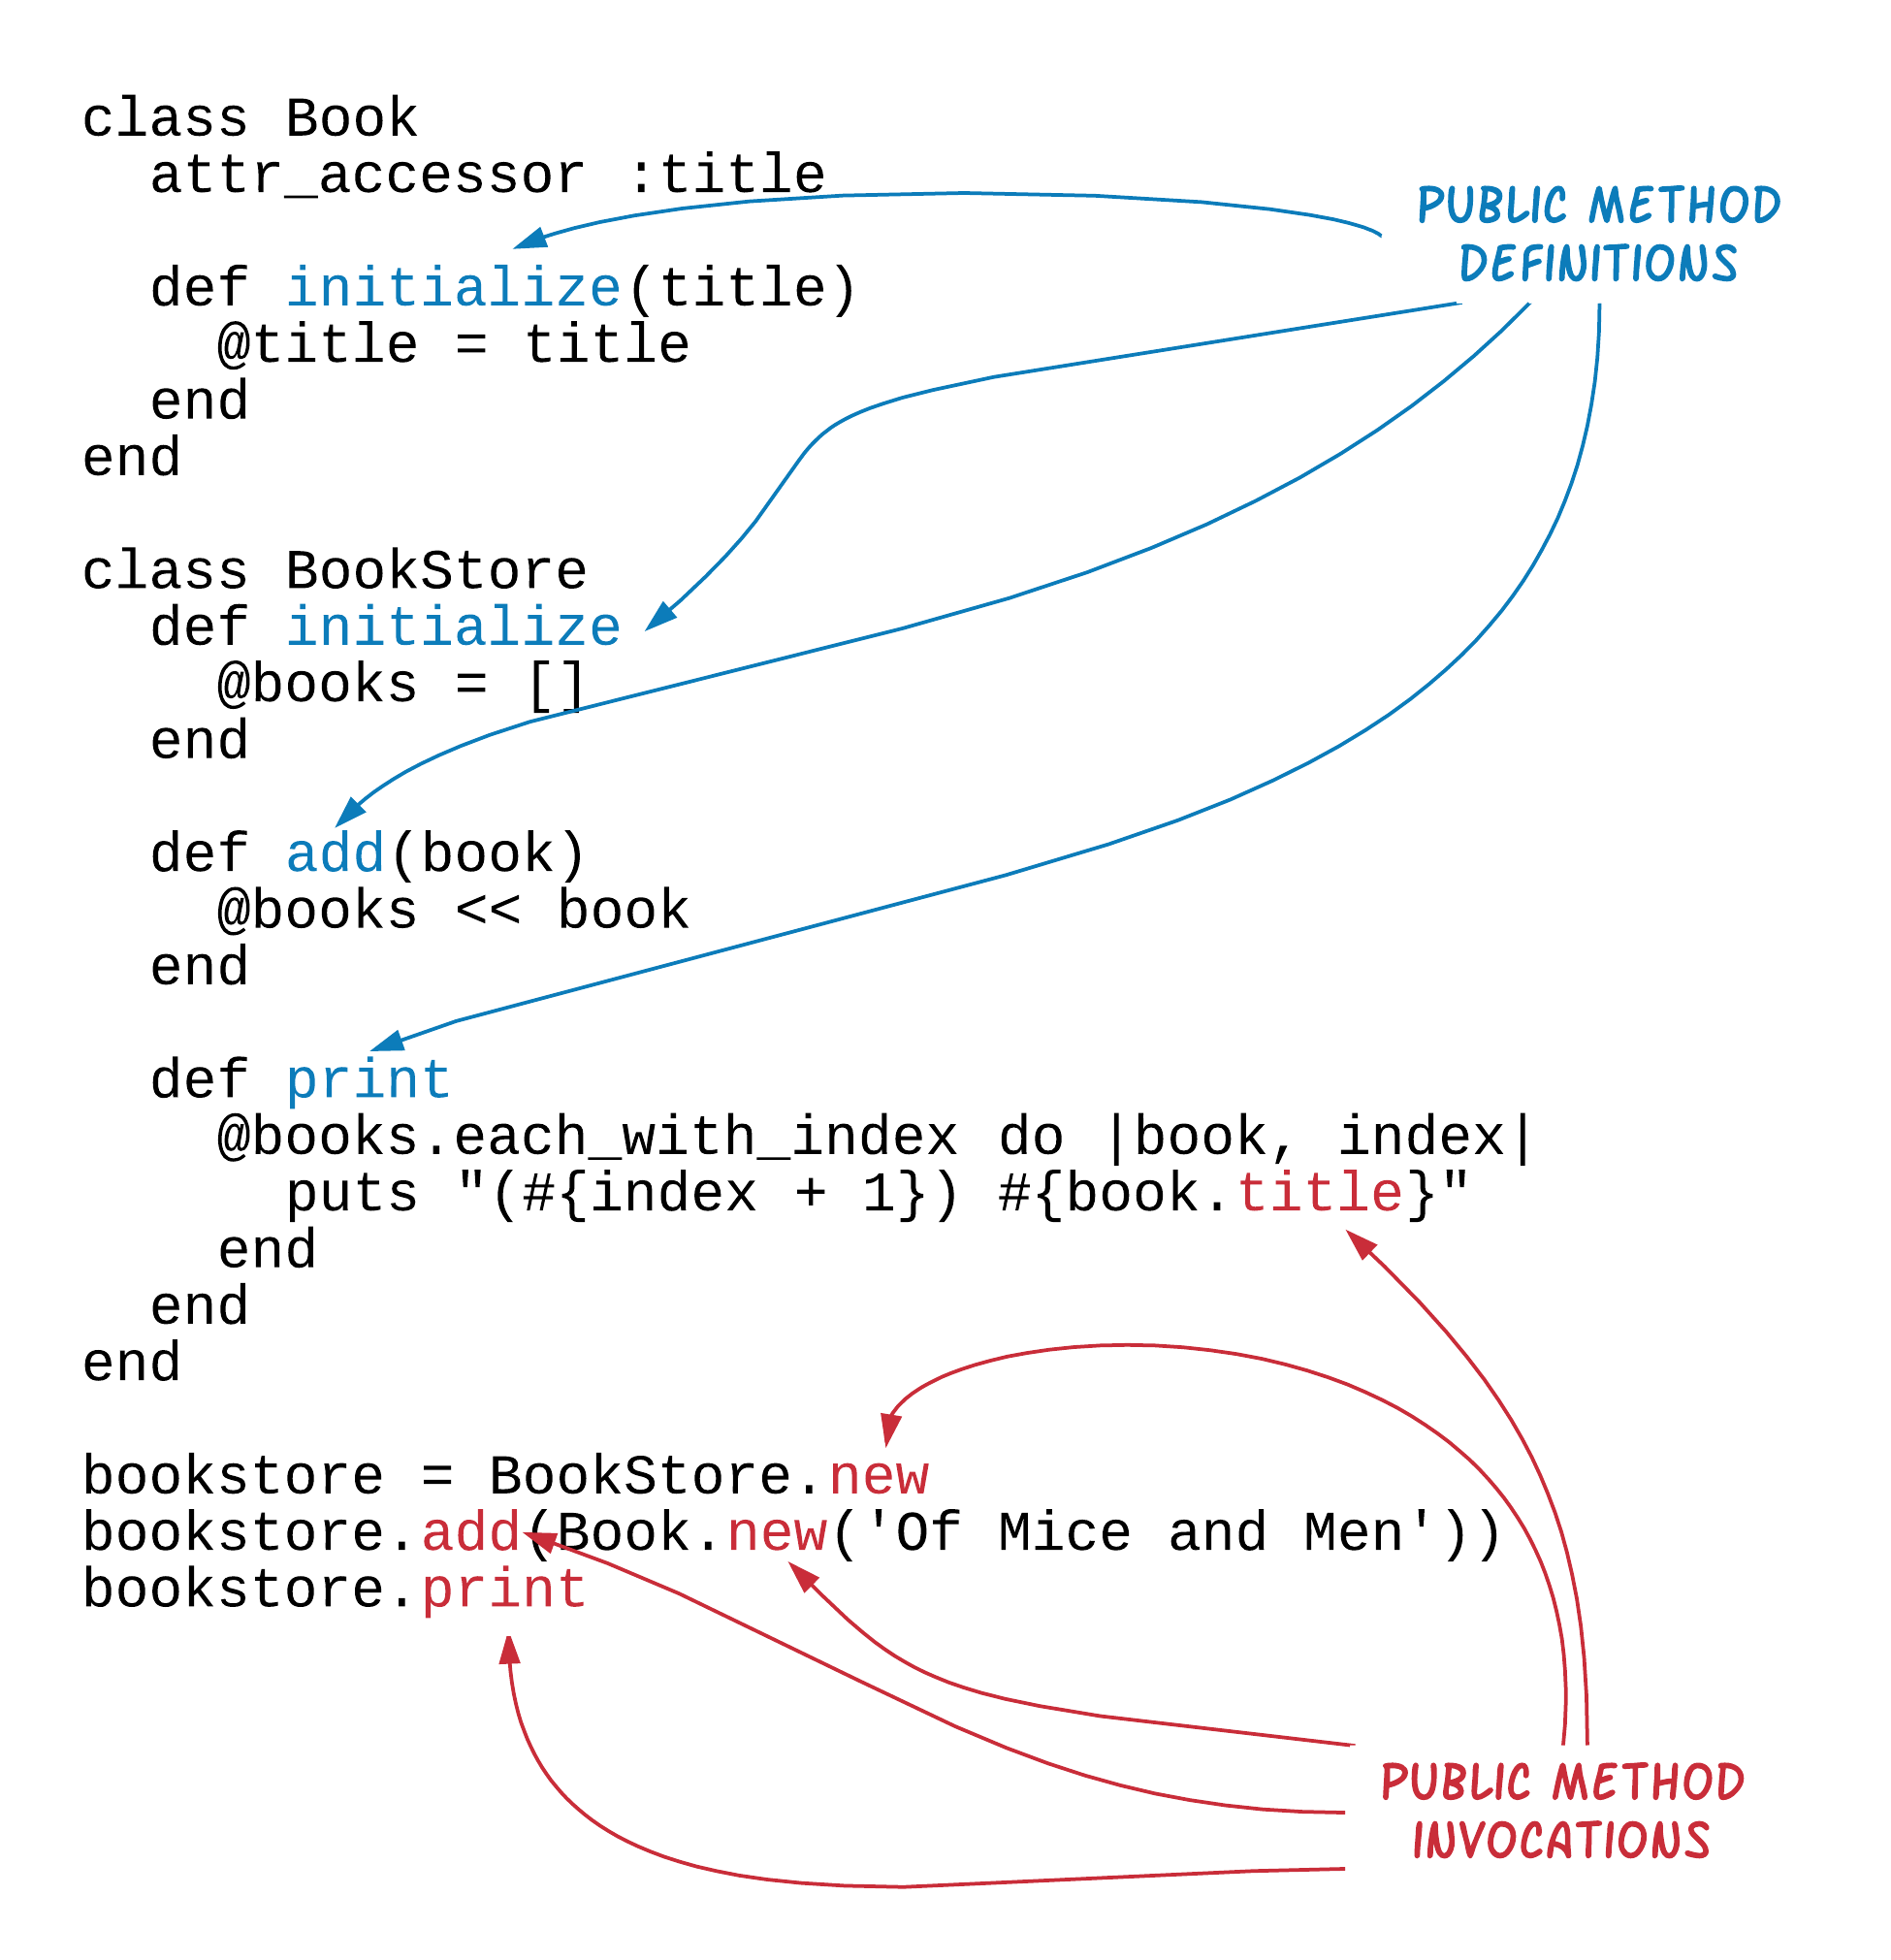 class Book
  attr_accessor :title
PUBLIC METHOD
DEFINITIONS
  def initialize(title)
    @title = title
  end
end
class BookStore
  def initialize
    @books = []
  end
  def add(book)
    @books << book
  end
  def print
    @books.each_with_index do |book, index|
      puts "(#{index + 1}) #{book.title}"
    end
  end
end
bookstore = BookStore.new
bookstore.add(Book.new('Of Mice and Men'))
bookstore.print
PUBLIC METHOD
INVOCATIONS